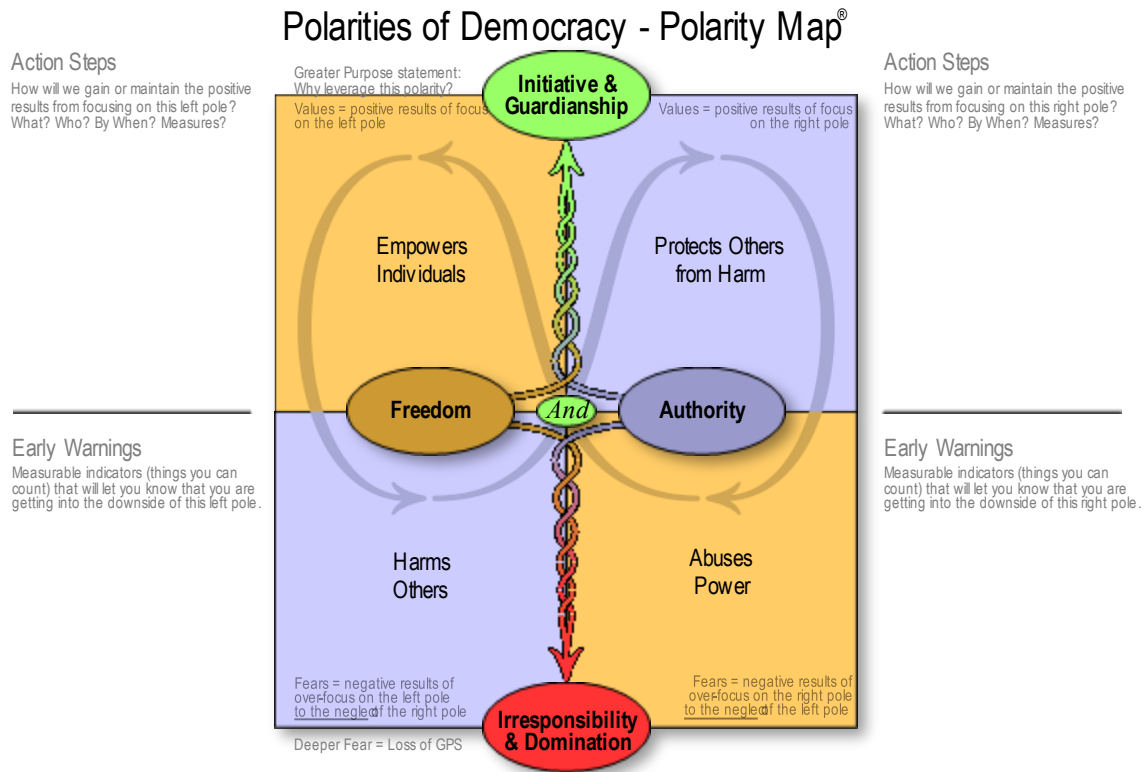 Polarities of Democracy - Polarity Map®
Action Steps
How will we gain or maintain the positive
results from focusing on this left pole?
What? Who? By When? Measures?
Greater Purpose statement:
Why leverage this polarity?
Values = positive results of focus
on the left pole
Initiative &
Guardianship
Values = positive results of focus
on the right pole
Action Steps
How will we gain or maintain the positive
results from focusing on this right pole?
What? Who? By When? Measures?
Empowers
Individuals
Protects Others
from Harm
Freedom
And
Authority
Early Warnings
Measurable indicators (things you can
count) that will let you know that you are
getting into the downside of this left pole.
Early Warnings
Measurable indicators (things you can
count) that will let you know that you are
getting into the downside of this right pole.
Harms
Others
Abuses
Power
Fears = negative results of
over-focus on the left pole
to the neglect of the right pole
Fears = negative results of
over-focus on the right pole
to the neglect of the left pole
Irresponsibility
& Domination
Deeper Fear = Loss of GPS